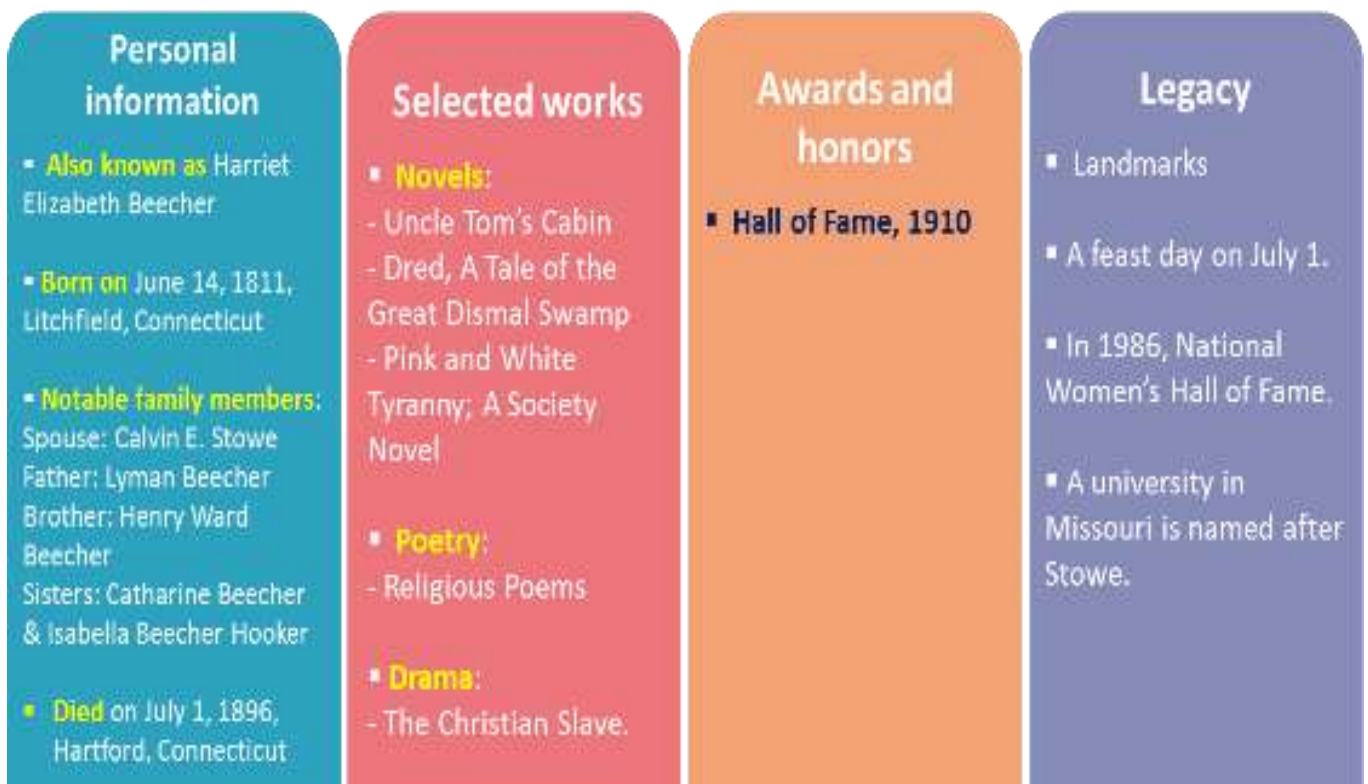 Personal
information
▪ Also known as Harriet
Elizabeth Beecher
▪ Born on June 14, 1811,
Litchfield, Connecticut
▪ Notable family members:
Spouse: Calvin E. Stowe
Father: Lyman Beecher
Brother: Henry Ward
Beecher
Sisters: Catharine Beecher
& Isabella Beecher Hooker
▪ Died on July 1, 1896,
Hartford, Connecticut
Selected works
▪ Novels:
- Uncle Tom's Cabin
- Dred, A Tale of the
Great Dismal Swamp
- Pink and White
Tyranny; A Society
Novel
▪ Poetry:
- Religious Poems
▪ Drama:
- The Christian Slave.
Awards and
honors
▪ Hall of Fame, 1910
Legacy
▪ Landmarks
▪ A feast day on July 1.
▪ In 1986, National
Women's Hall of Fame.
▪ A university in
Missouri is named after
Stowe.